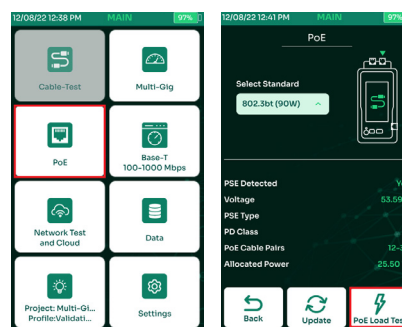 12/08/22 12:38 PM MAIN 97%
Cable-Test
Multi-Gig
PoE
Base-T
100-1000 Mbps
Network Test
and Cloud
Data
Project: Multi-Gi...
Profile:Validati...
Settings
12/08/22 12:41 PM MAIN 97%
PoE
Select Standard
802.3bt (90W)
PSE Detected
Voltage 53.59
PSE Type
PD Class
PoE Cable Pairs 12-3
Allocated Power 25.50
Back
Update
PoE Load Tes